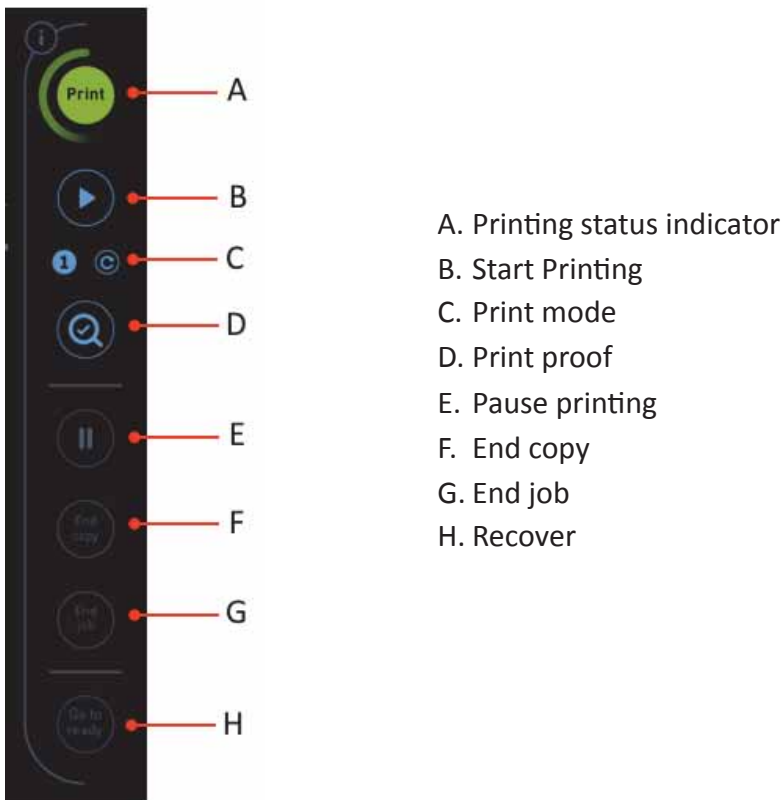 i
Print
A
B
1 C
C
D
E
End
copy
F
End
job
G
Go to
ready
H
A. Printing status indicator
B. Start Printing
C. Print mode
D. Print proof
E. Pause printing
F. End copy
G. End job
H. Recover